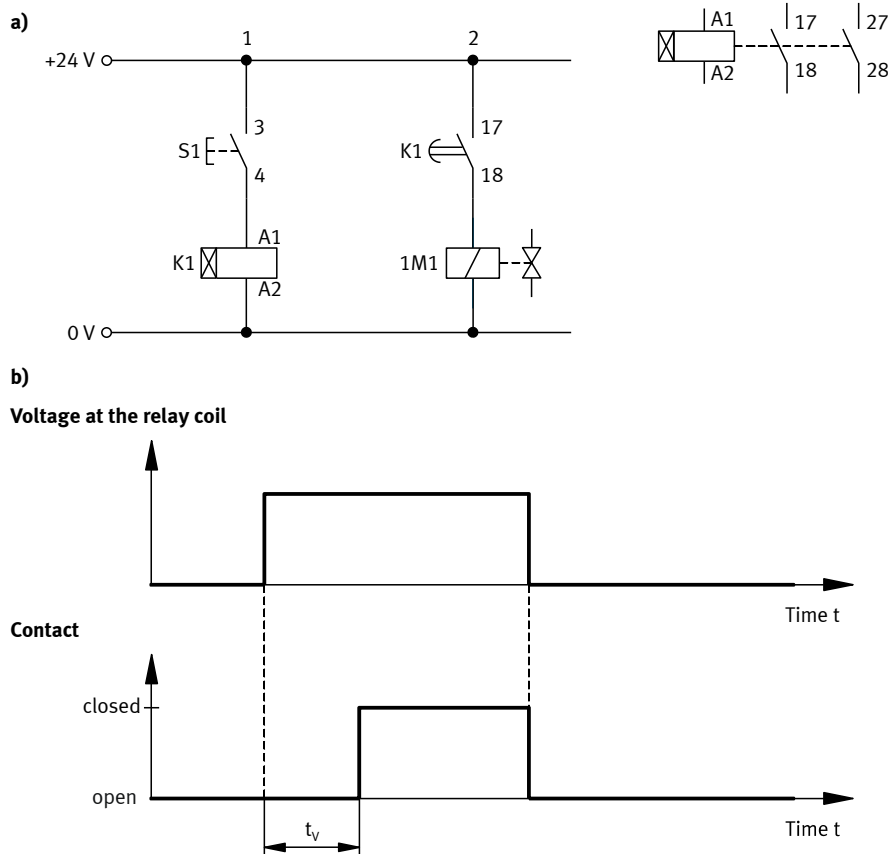 a)
1 2
+24 V
A1 17 27
A2 18 28
3 17
S1 K1
4 18
A1
K1 1M1
A2
0 V
b)
Voltage at the relay coil
Time t
Contact
closed
open
tV
Time t